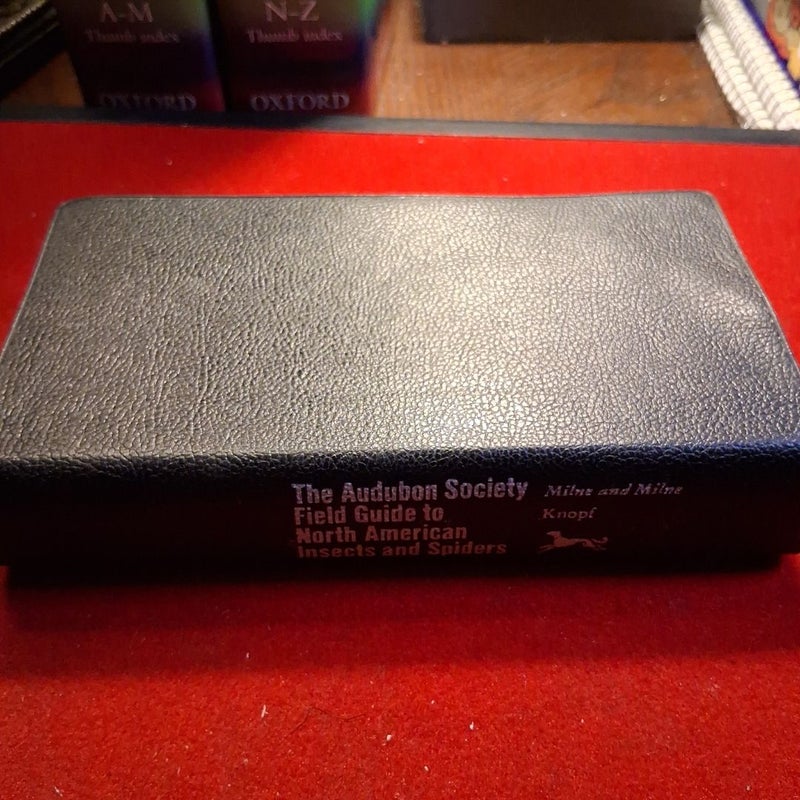 A-M
Thumb index
OXFORD
N-Z
Thumb index
OXFORD
The Audubon Society
Field Guide to
North American
Insects and Spiders
Milne and Milne
Knopf